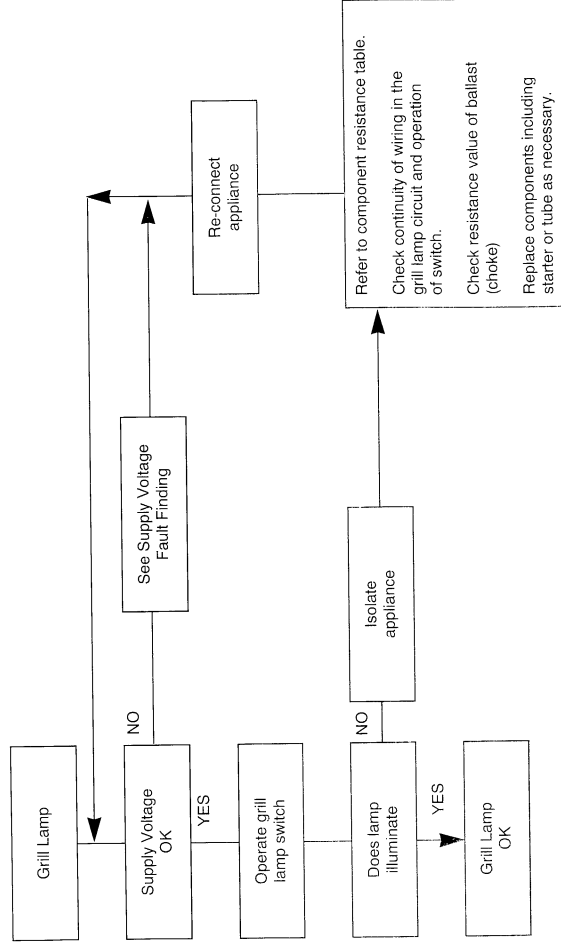 Grill Lamp
Supply Voltage
OK
NO
See Supply Voltage
Fault Finding
YES
Operate grill
lamp switch
Does lamp
illuminate
NO
Isolate
appliance
YES
Grill Lamp
OK
Re-connect
appliance
Refer to component resistance table.
Check continuity of wiring in the
grill lamp circuit and operation
of switch.
Check resistance value of ballast
(choke)
Replace components including
starter or tube as necessary.